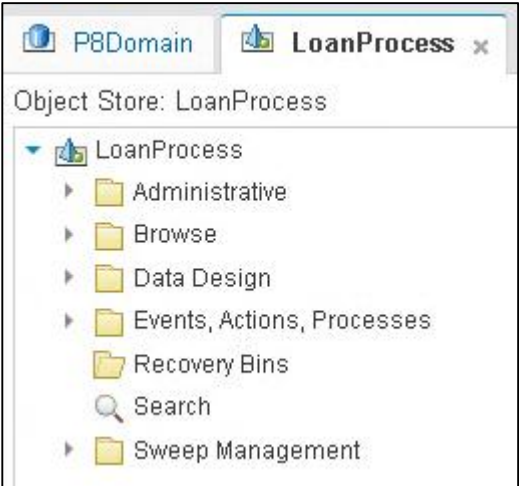 P8Domain LoanProcess x
Object Store: LoanProcess
LoanProcess
Administrative
Browse
Data Design
Events, Actions, Processes
Recovery Bins
Search
Sweep Management